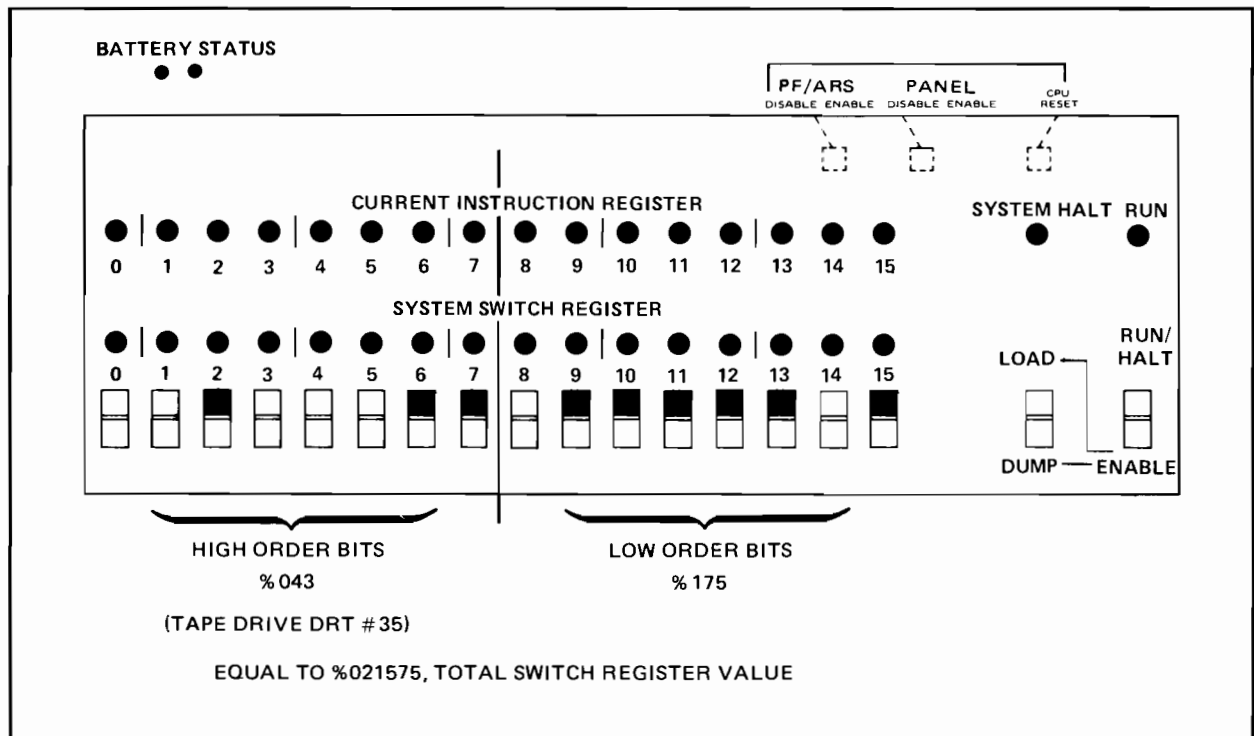 BATTERY STATUS
PF/ARS PANEL
DISABLE ENABLE DISABLE ENABLE CPU RESET
CURRENT INSTRUCTION REGISTER
SYSTEM HALT RUN
0 1 2 3 4 5 6 7 8 9 10 11 12 13 14 15
SYSTEM SWITCH REGISTER
0 1 2 3 4 5 6 7 8 9 10 11 12 13 14 15
LOAD
RUN/
HALT
DUMP ENABLE
HIGH ORDER BITS
% 043
LOW ORDER BITS
% 175
(TAPE DRIVE DRT #35)
EQUAL TO %021575, TOTAL SWITCH REGISTER VALUE